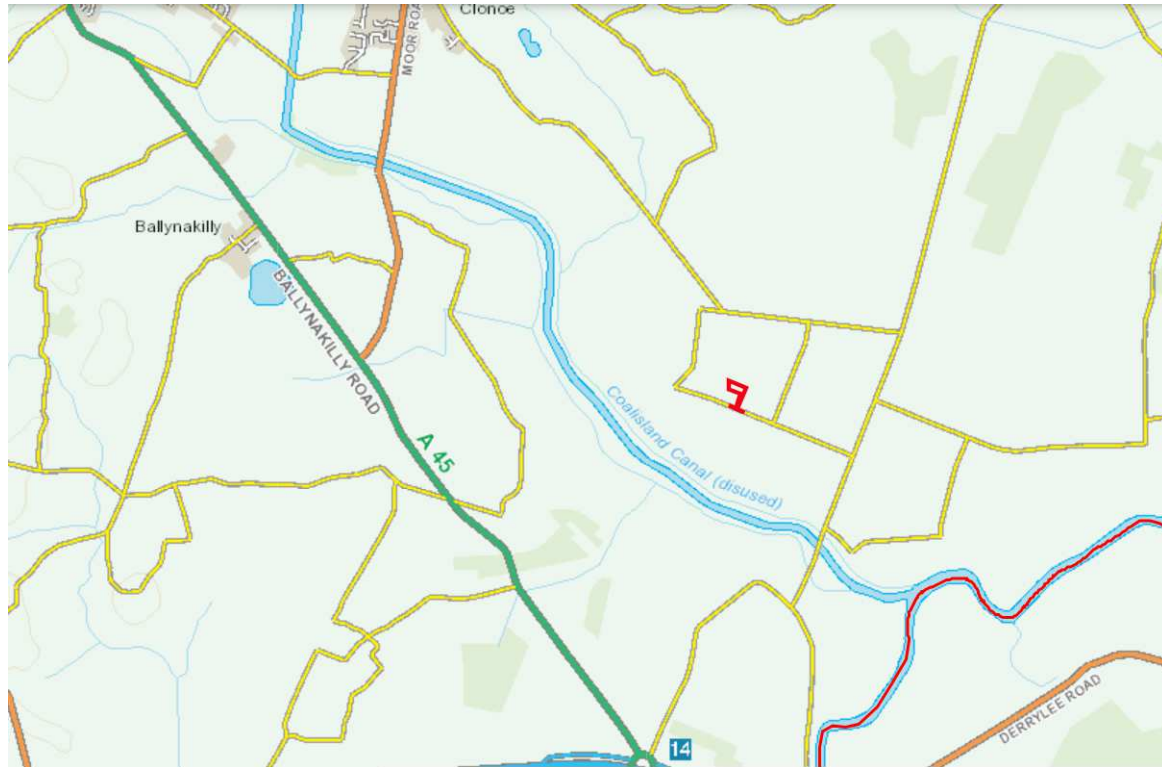 Clonoe
MOOR ROA
Ballynakilly
BALLYNAKILLY ROAD
A 45
Coalisland Canal (disused)
DERRYLEE ROAD
14